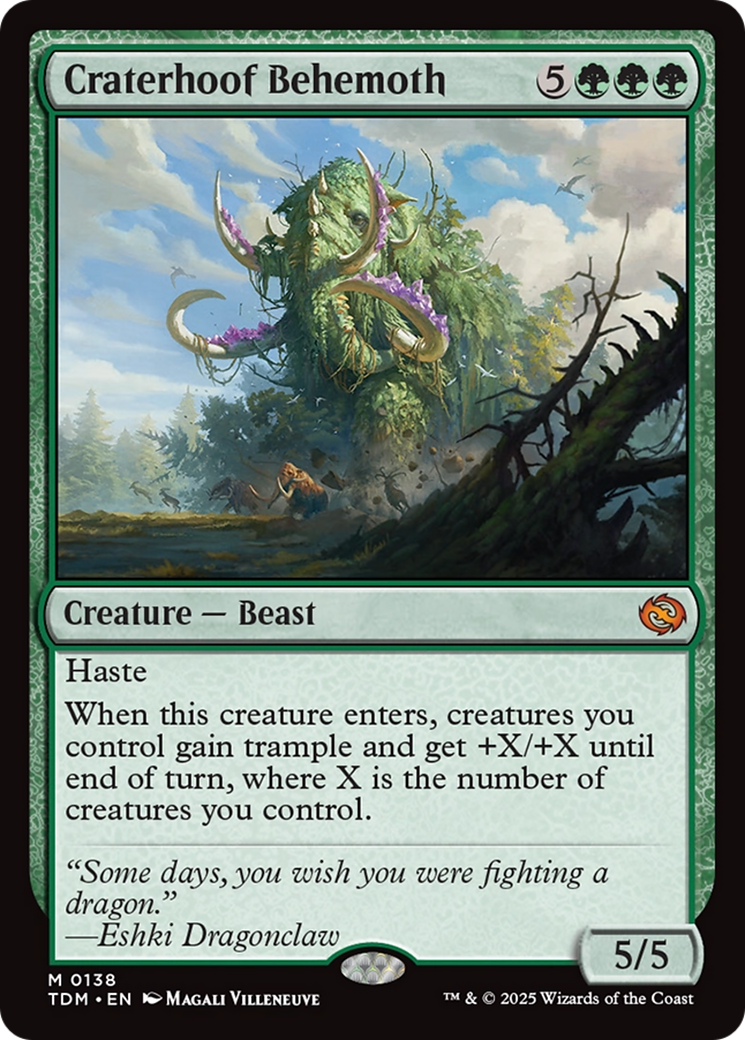 Craterhoof Behemoth 5
Creature — Beast
Haste
When this creature enters, creatures you
control gain trample and get +X/+X until
end of turn, where X is the number of
creatures you control.
“Some days, you wish you were fighting a
dragon.”
—Eshki Dragonclaw
5/5
M 0138
TDM • EN Magali Villeneuve
™ & © 2025 Wizards of the Coast